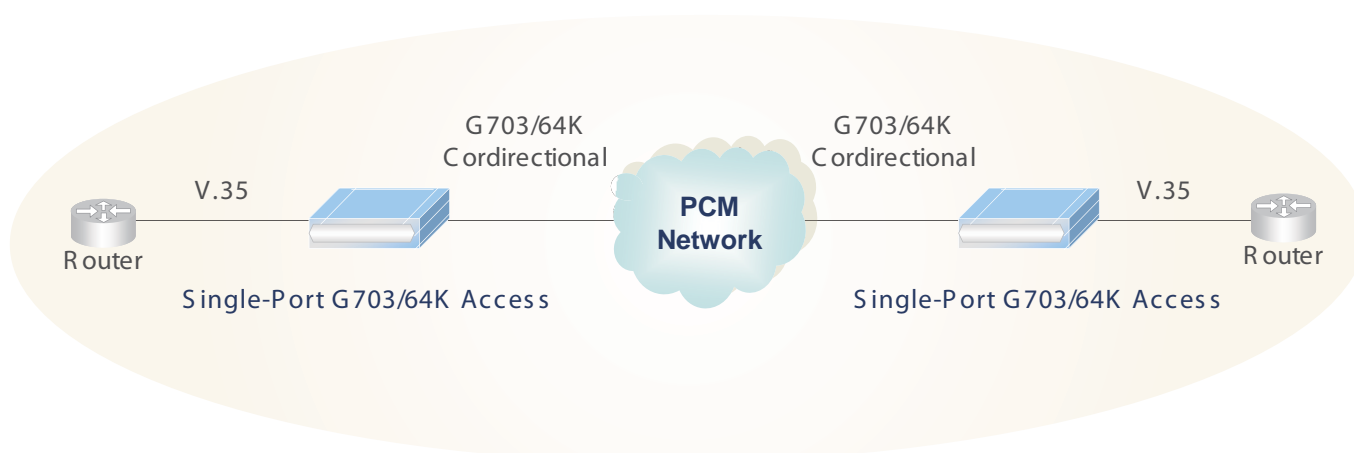 G703/64K
Cordirectional
G703/64K
Cordirectional
V.35
PCM
Network
V.35
Router
Router
Single-Port G703/64K Access
Single-Port G703/64K Access